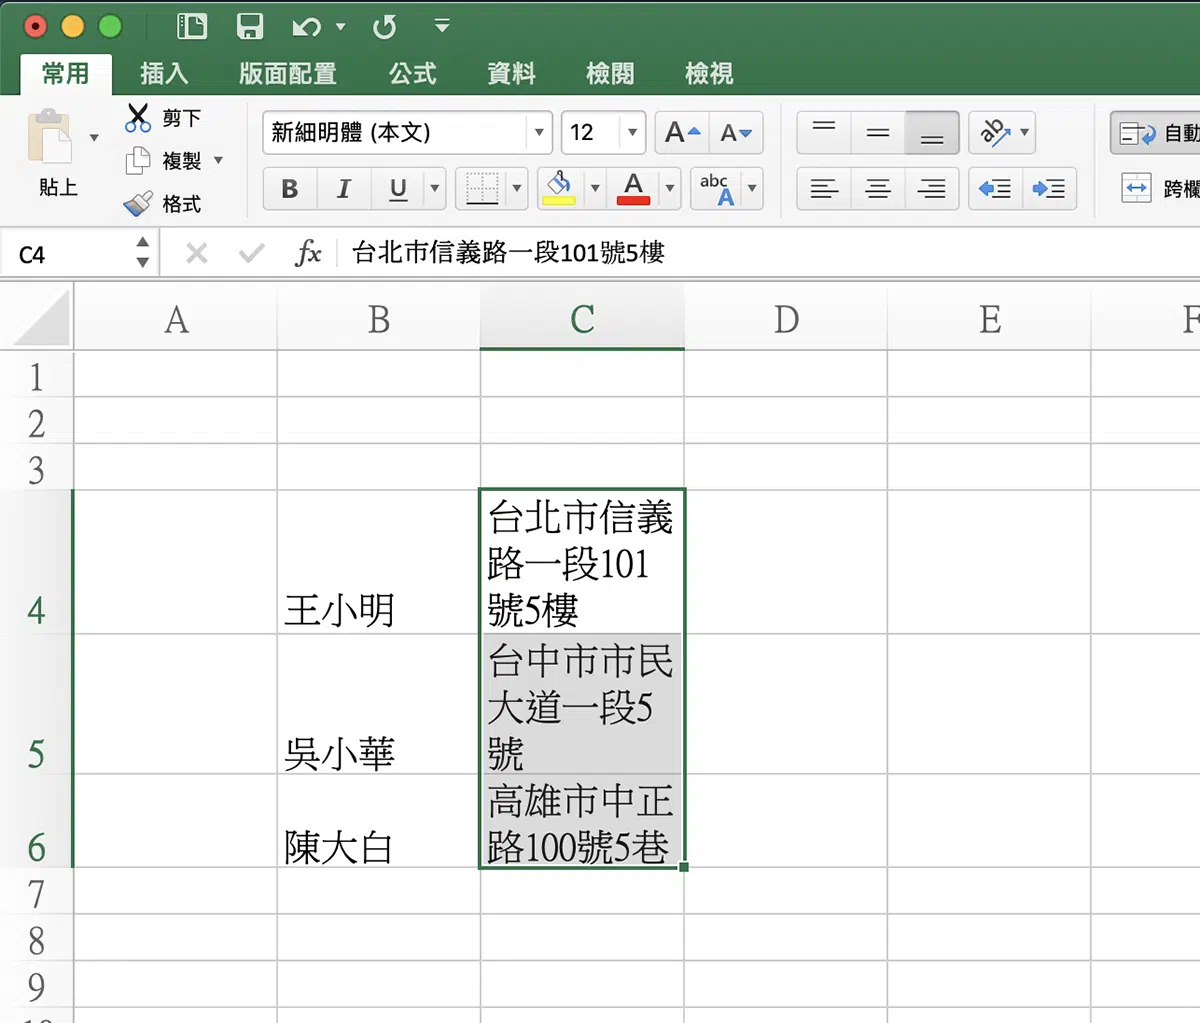 常用 插入 版面配置 公式 資料 檢閱 檢視
剪下
複製
格式
貼上
新細明體 (本文) 12 A A
自動
B I U A abc A
跨欄
C4 fx 台北市信義路一段101號5樓
A B C D E F
1
2
3
台北市信義
路一段101
號5樓
4 王小明
台中市市民
大道一段5
號
5 吳小華
高雄市中正
路100號5巷
6 陳大白
7
8
9